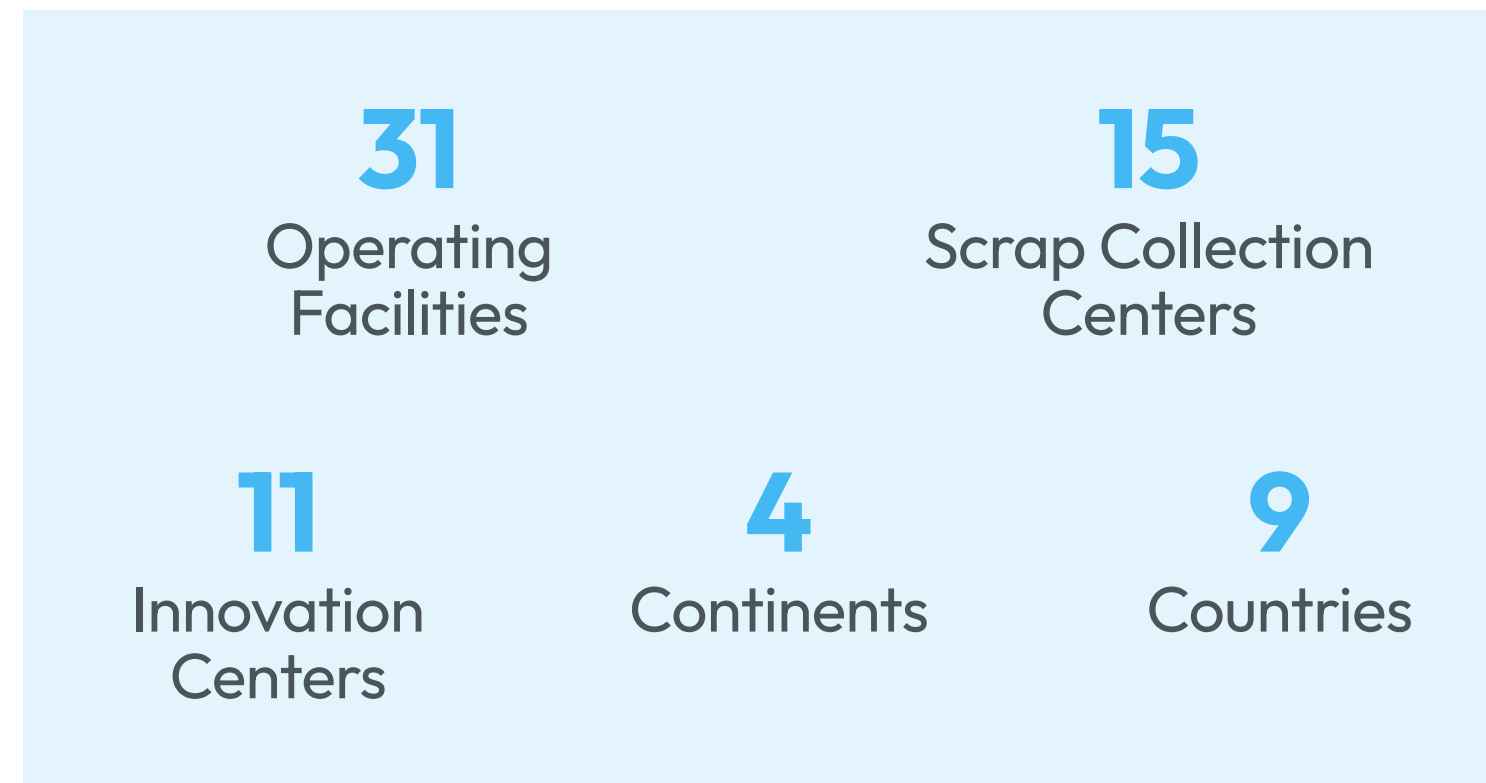 31
Operating
Facilities
15
Scrap Collection
Centers
11
Innovation
Centers
4
Continents
9
Countries